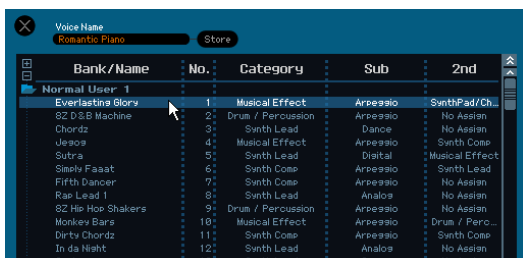 Voice Name
Romantic Piano Store
Bank/Name No. Category Sub 2nd
Normal User 1
Everlasting Glory 1 Musical Effect Arpeggio SynthPad/Ch...
8Z D&B Machine 2 Drum / Percussion Arpeggio No Assign
Chordz 3 Synth Lead Dance No Assign
Jegog 4 Musical Effect Arpeggio Synth Comp
Sutra 5 Synth Lead Digital Musical Effect
Simply Faaat 6 Synth Comp Arpeggio Synth Lead
Fifth Dancer 7 Synth Comp Arpeggio No Assign
Rap Lead 1 8 Synth Lead Analog No Assign
8Z Hip Hop Shakers 9 Drum / Percussion Arpeggio No Assign
Monkey Bars 10 Musical Effect Arpeggio Drum / Perc...
Dirty Chordz 11 Synth Comp Arpeggio Synth Comp
In da Night 12 Synth Lead Analog No Assign